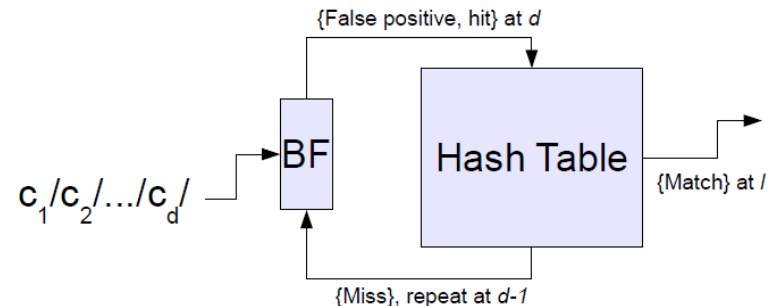 {False positive, hit} at d
BF
Hash Table
c1/c2/.../cd/
{Match} at l
{Miss}, repeat at d-1